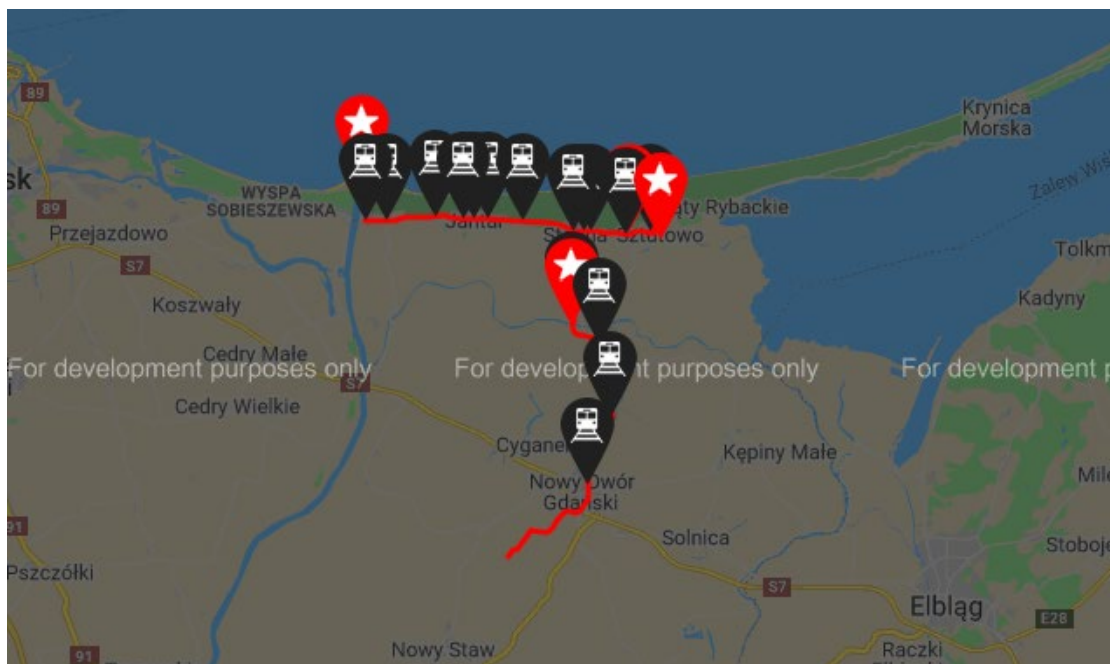 89
Krynica
Morska
sk
WYSPA
SOBIESZEWSKA
89
Przejazdowo
Jantar
Sztutowo
Rybackie
Zalew
S7
Tolkm
Koszwały
Kadyny
Cedry Małe
For development purposes only
For development purposes only
For development p
S7
Cedry Wielkie
Kępiny Małe
Nowy Dwór
Gdański
Mile
91
Solnica
Stoboje
Pszczółki
S7
Elbląg
E28
Nowy Staw
Raczki
91